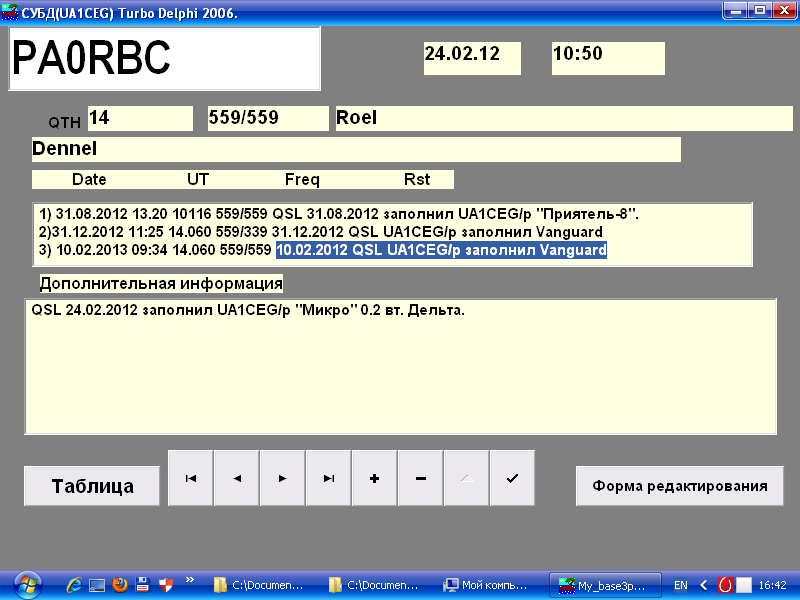 СУБД(UA1CEG) Turbo Delphi 2006.
PA0RBC
24.02.12
10:50
QTH 14 559/559 Roel
Dennel
Date UT Freq Rst
1) 31.08.2012 13.20 10116 559/559 QSL 31.08.2012 заполнил UA1CEG/p "Приятель-8".
2)31.12.2012 11:25 14.060 559/339 31.12.2012 QSL UA1CEG/p заполнил Vanguard
3) 10.02.2013 09:34 14.060 559/559 10.02.2012 QSL UA1CEG/p заполнил Vanguard
Дополнительная информация
QSL 24.02.2012 заполнил UA1CEG/p "Микро" 0.2 вт. Дельта.
Таблица
Форма редактирования
C:\Documen... C:\Documen... Мой компь... My_base3p... EN 16:42